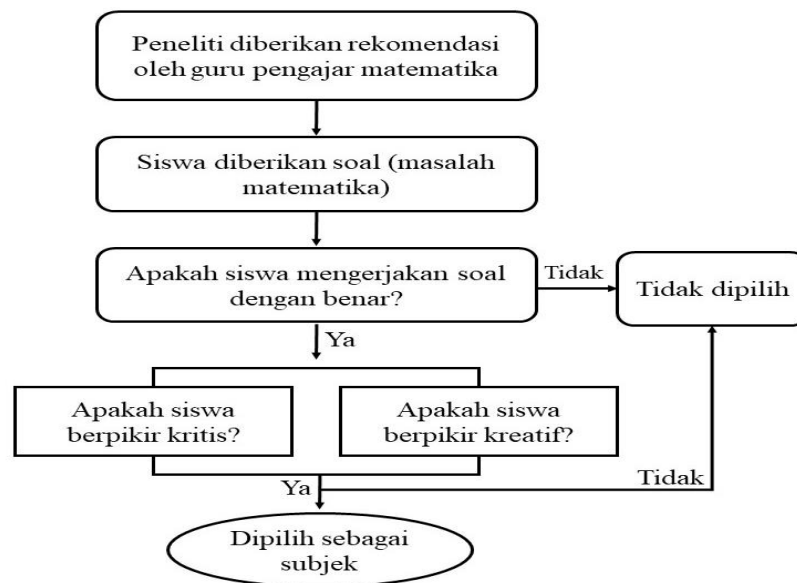 Peneliti diberikan rekomendasi
oleh guru pengajar matematika
Siswa diberikan soal (masalah
matematika)
Apakah siswa mengerjakan soal
dengan benar?
Tidak
Tidak dipilih
Ya
Apakah siswa
berpikir kritis?
Apakah siswa
berpikir kreatif?
Ya
Tidak
Dipilih sebagai
subjek